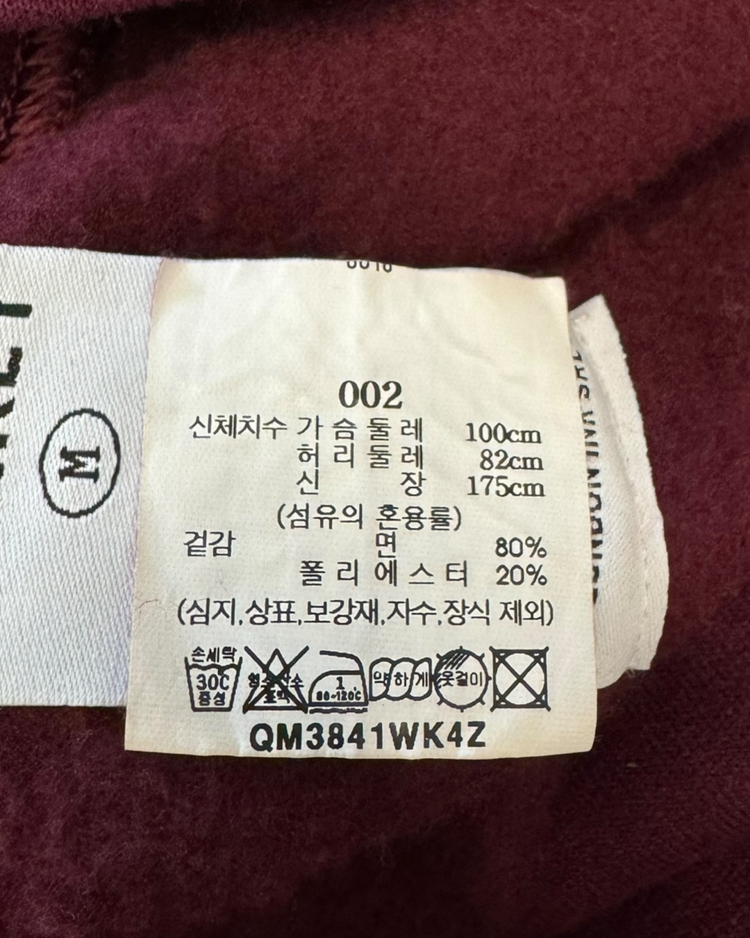 002
신체치수 가 슴 둘 레 100cm
허 리 둘 레 82cm
신 장 175cm
(섬유의 혼용률)
겉감 면 80%
폴 리 에 스 터 20%
(심지,상표,보강재,자수,장식 제외)
손세탁
30℃
중성
1
80~120℃
약하게
옷걸이
QM3841WK4Z
M